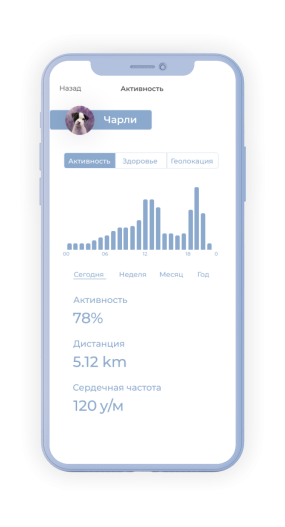 Назад Активность
Чарли
Активность Здоровье Геолокация
00 06 12 18 0
Сегодня Неделя Месяц Год
Активность
78%
Дистанция
5.12 km
Сердечная частота
120 у/м